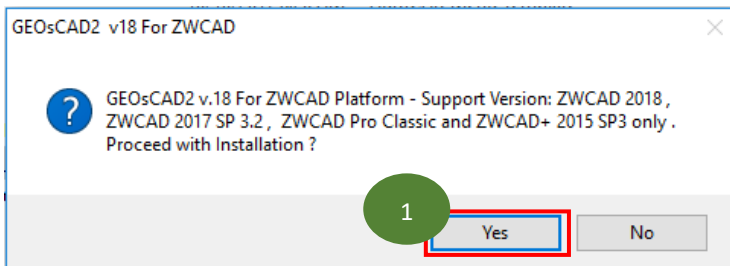 GEOsCAD2 v18 For ZWCAD
GEOsCAD2 v.18 For ZWCAD Platform - Support Version: ZWCAD 2018 ,
ZWCAD 2017 SP 3.2 , ZWCAD Pro Classic and ZWCAD+ 2015 SP3 only .
Proceed with Installation ?
1
Yes No